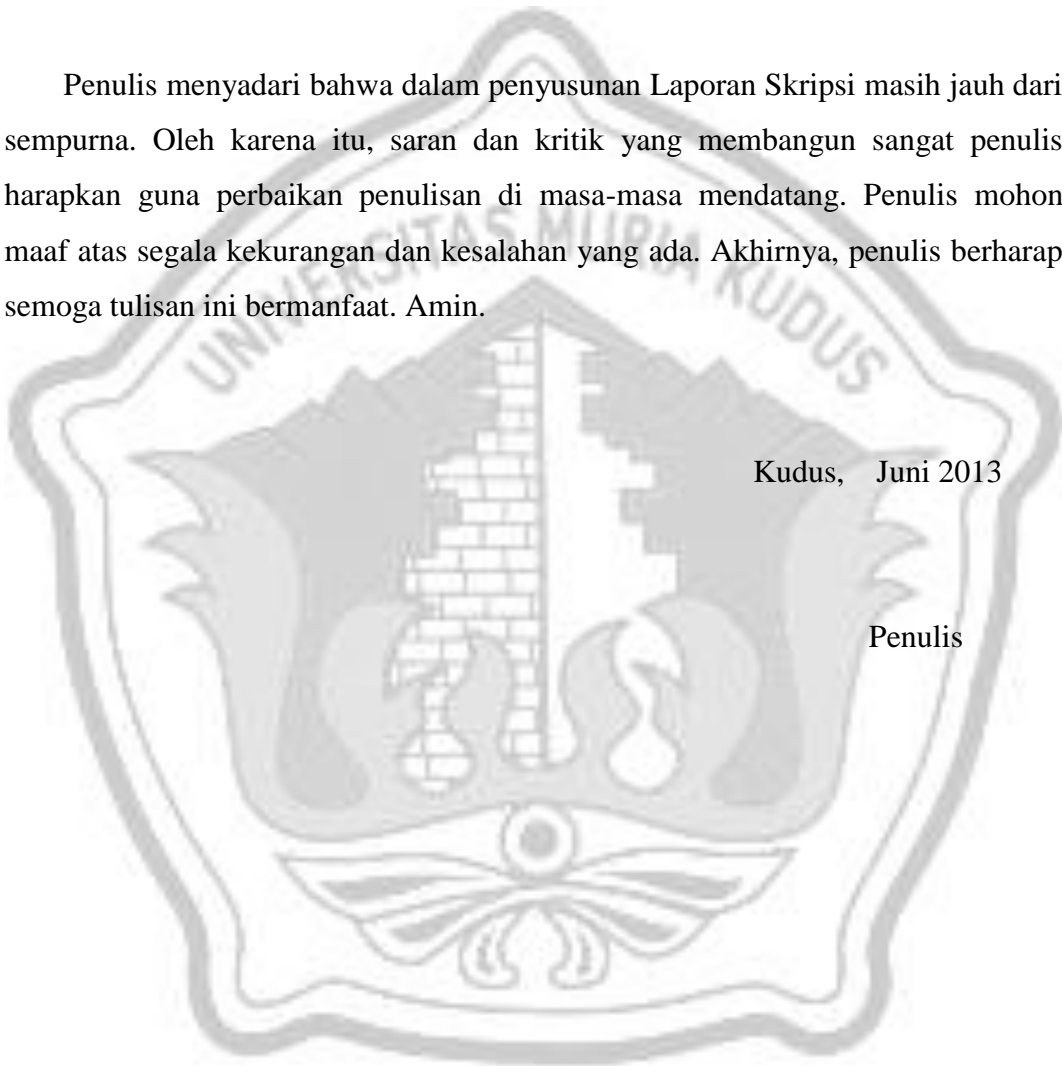 Penulis menyadari bahwa dalam penyusunan Laporan Skripsi masih jauh dari
sempurna. Oleh karena itu, saran dan kritik yang membangun sangat penulis
harapkan guna perbaikan penulisan di masa-masa mendatang. Penulis mohon
maaf atas segala kekurangan dan kesalahan yang ada. Akhirnya, penulis berharap
semoga tulisan ini bermanfaat. Amin.
UNIVERSITAS MURIA KUDUS
Kudus, Juni 2013
Penulis